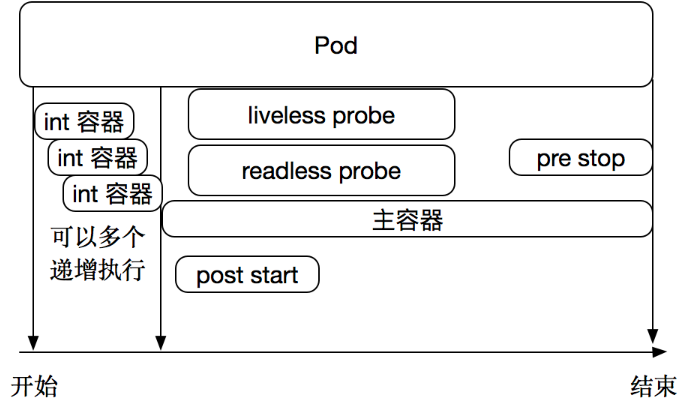 Pod
int 容器
int 容器
int 容器
可以多个
递增执行
liveless probe
readless probe
pre stop
主容器
post start
开始
结束